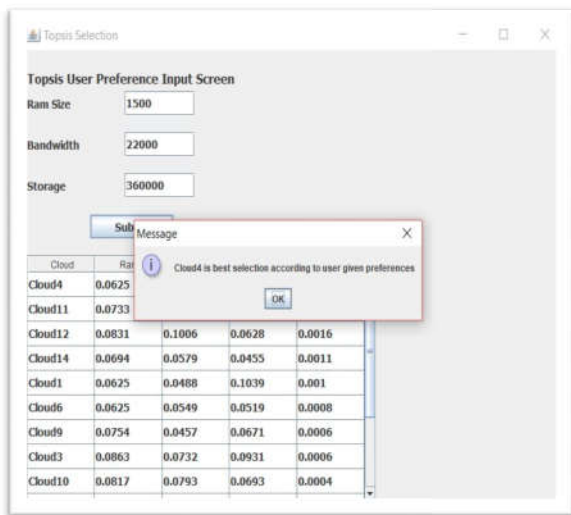 Topsis Selection
Topsis User Preference Input Screen
Ram Size 1500
Bandwidth 22000
Storage 360000
Sub
Message
Cloud4 is best selection according to user given preferences
OK
Cloud Ra
Cloud4 0.0625
Cloud11 0.0733
Cloud12 0.0831 0.1006 0.0628 0.0016
Cloud14 0.0694 0.0579 0.0455 0.0011
Cloud1 0.0625 0.0488 0.1039 0.001
Cloud6 0.0625 0.0549 0.0519 0.0008
Cloud9 0.0754 0.0457 0.0671 0.0006
Cloud3 0.0863 0.0732 0.0931 0.0006
Cloud10 0.0817 0.0793 0.0693 0.0004